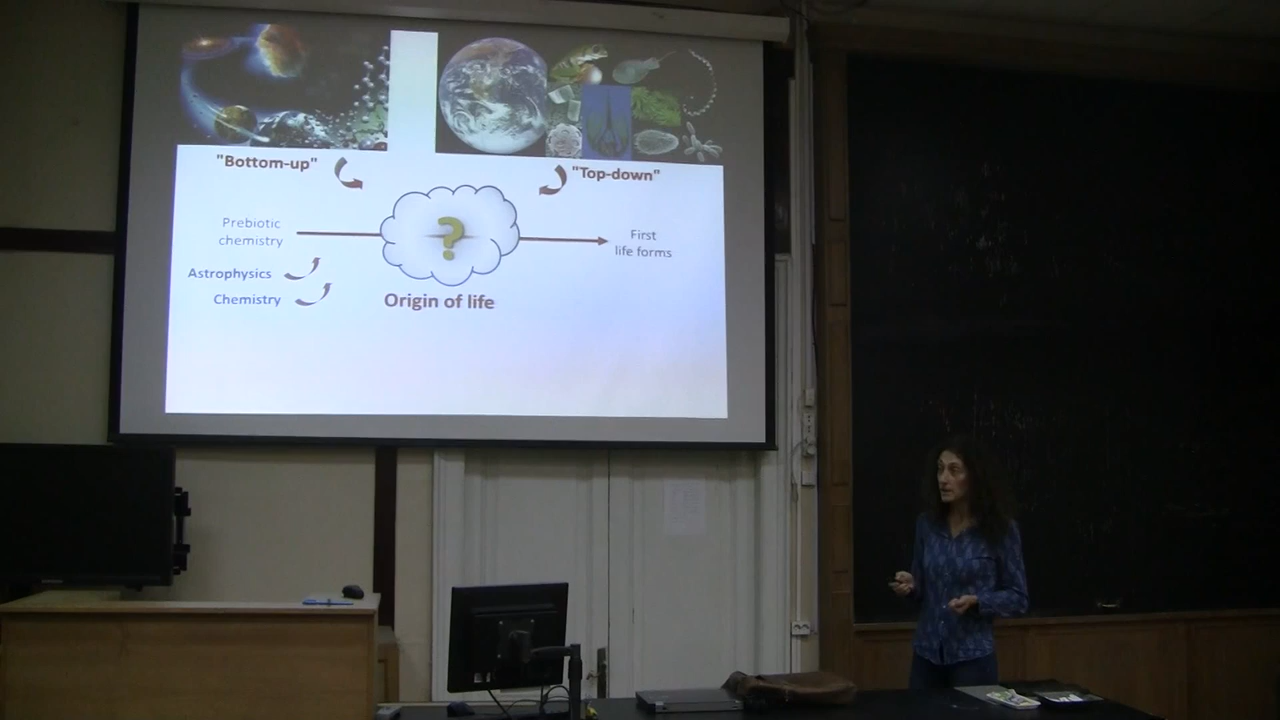 "Bottom-up"
"Top-down"
Prebiotic
chemistry
?
First
life forms
Astrophysics
Chemistry
Origin of life